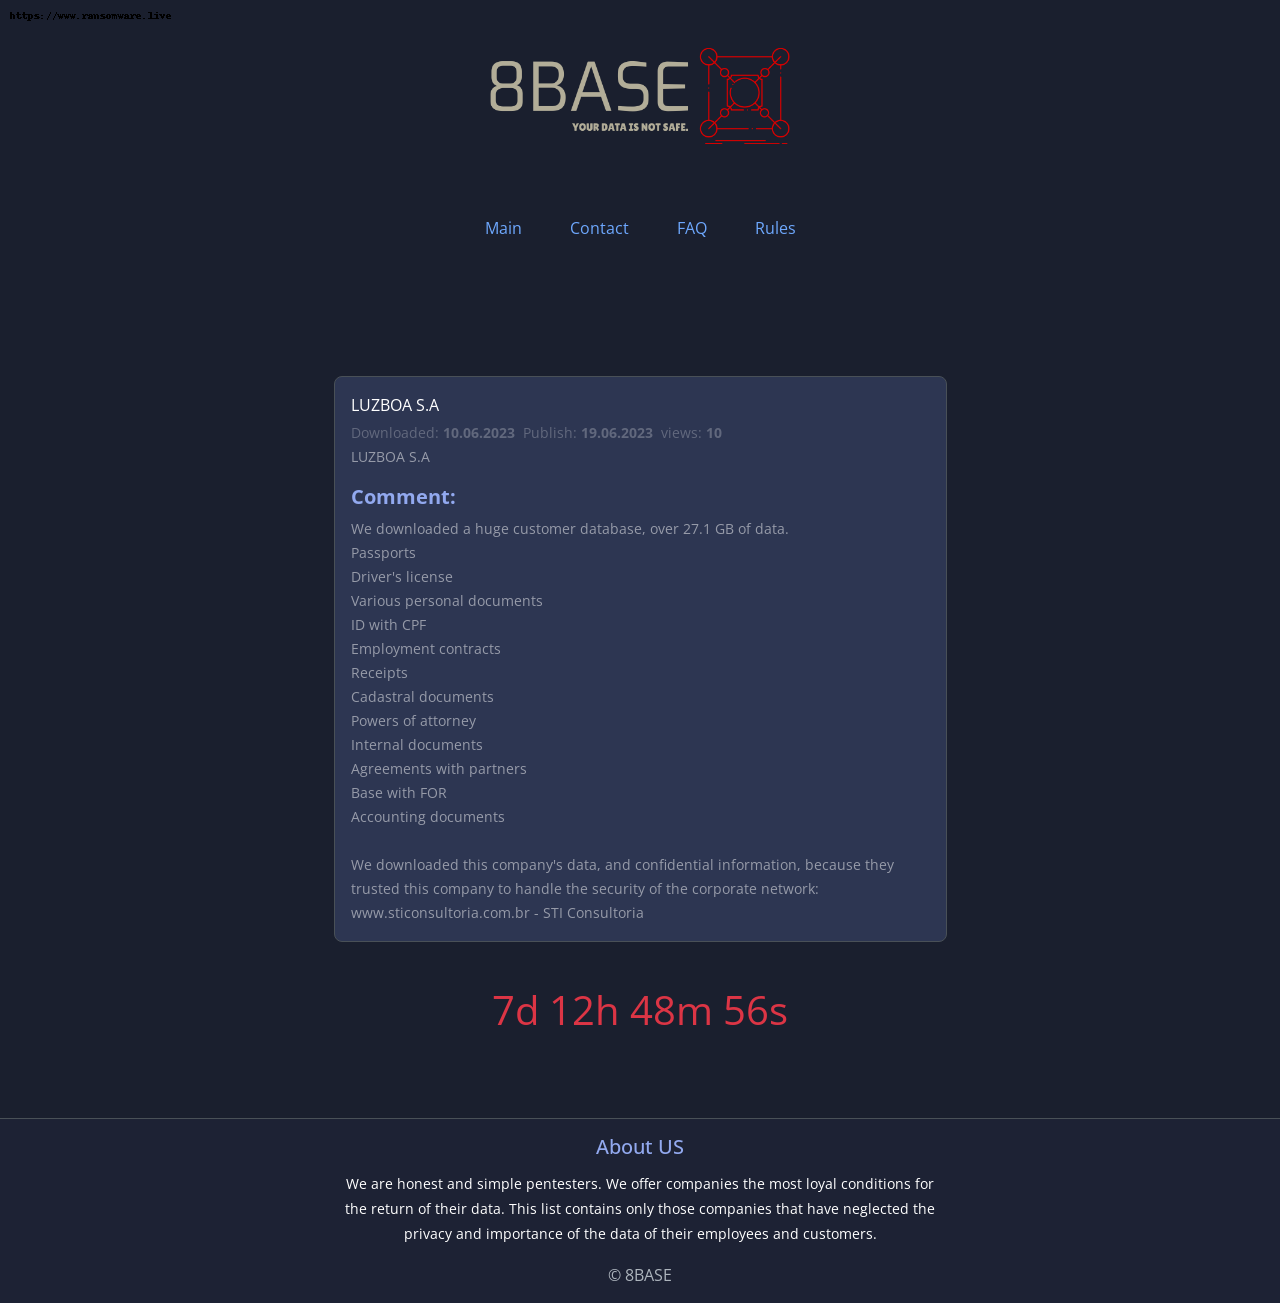 https://www.ransomware.live
8BASE
YOUR DATA IS NOT SAFE.
Main Contact FAQ Rules
LUZBOA S.A
Downloaded: 10.06.2023 Publish: 19.06.2023 views: 10
LUZBOA S.A
Comment:
We downloaded a huge customer database, over 27.1 GB of data.
Passports
Driver's license
Various personal documents
ID with CPF
Employment contracts
Receipts
Cadastral documents
Powers of attorney
Internal documents
Agreements with partners
Base with FOR
Accounting documents
We downloaded this company's data, and confidential information, because they
trusted this company to handle the security of the corporate network:
www.sticonsultoria.com.br - STI Consultoria
7d 12h 48m 56s
About US
We are honest and simple pentesters. We offer companies the most loyal conditions for
the return of their data. This list contains only those companies that have neglected the
privacy and importance of the data of their employees and customers.
© 8BASE